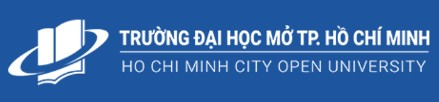 TRƯỜNG ĐẠI HỌC MỞ TP. HỒ CHÍ MINH
HO CHI MINH CITY OPEN UNIVERSITY